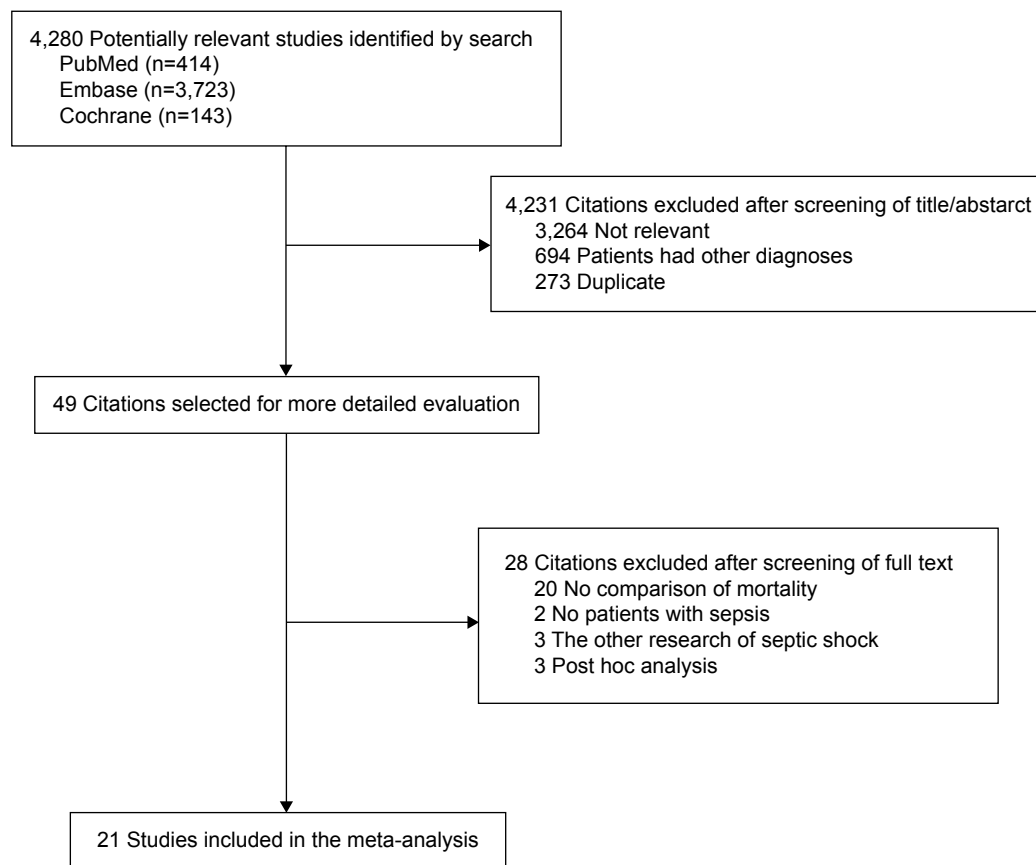 4,280 Potentially relevant studies identified by search
PubMed (n=414)
Embase (n=3,723)
Cochrane (n=143)
4,231 Citations excluded after screening of title/abstarct
3,264 Not relevant
694 Patients had other diagnoses
273 Duplicate
49 Citations selected for more detailed evaluation
28 Citations excluded after screening of full text
20 No comparison of mortality
2 No patients with sepsis
3 The other research of septic shock
3 Post hoc analysis
21 Studies included in the meta-analysis